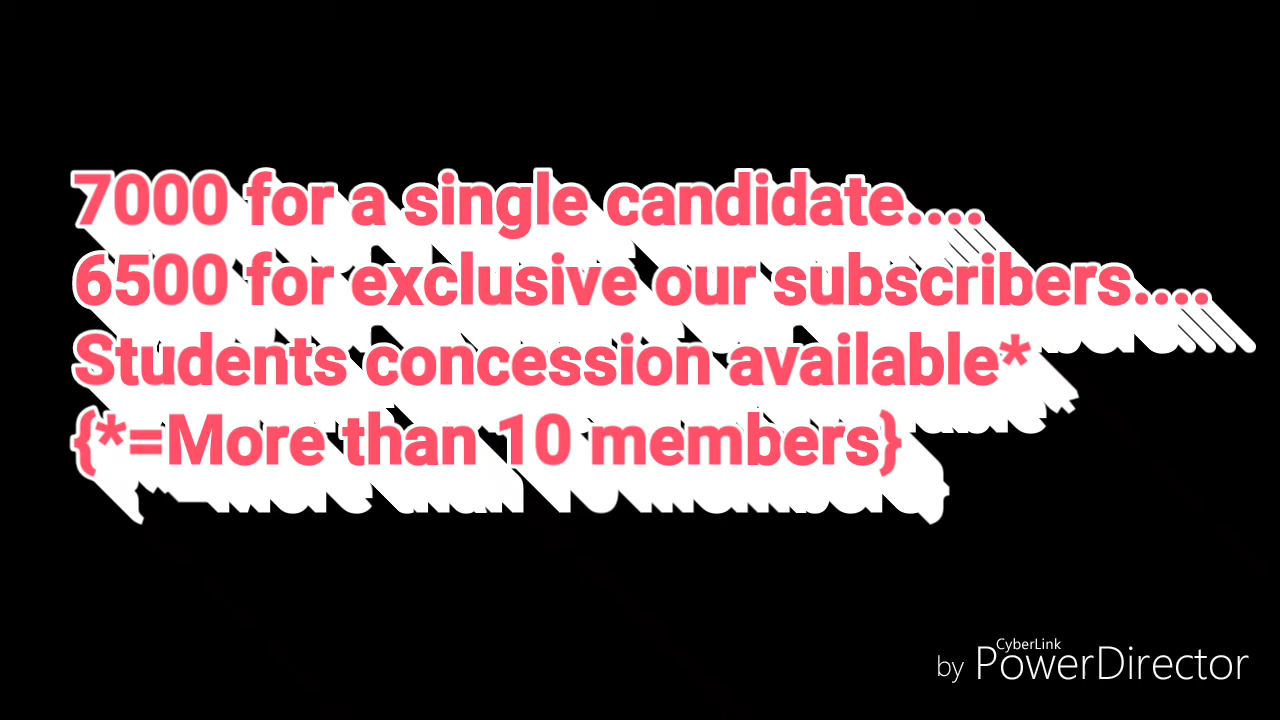 7000 for a single candidate....
6500 for exclusive our subscribers....
Students concession available*
{*=More than 10 members}
CyberLink
by PowerDirector